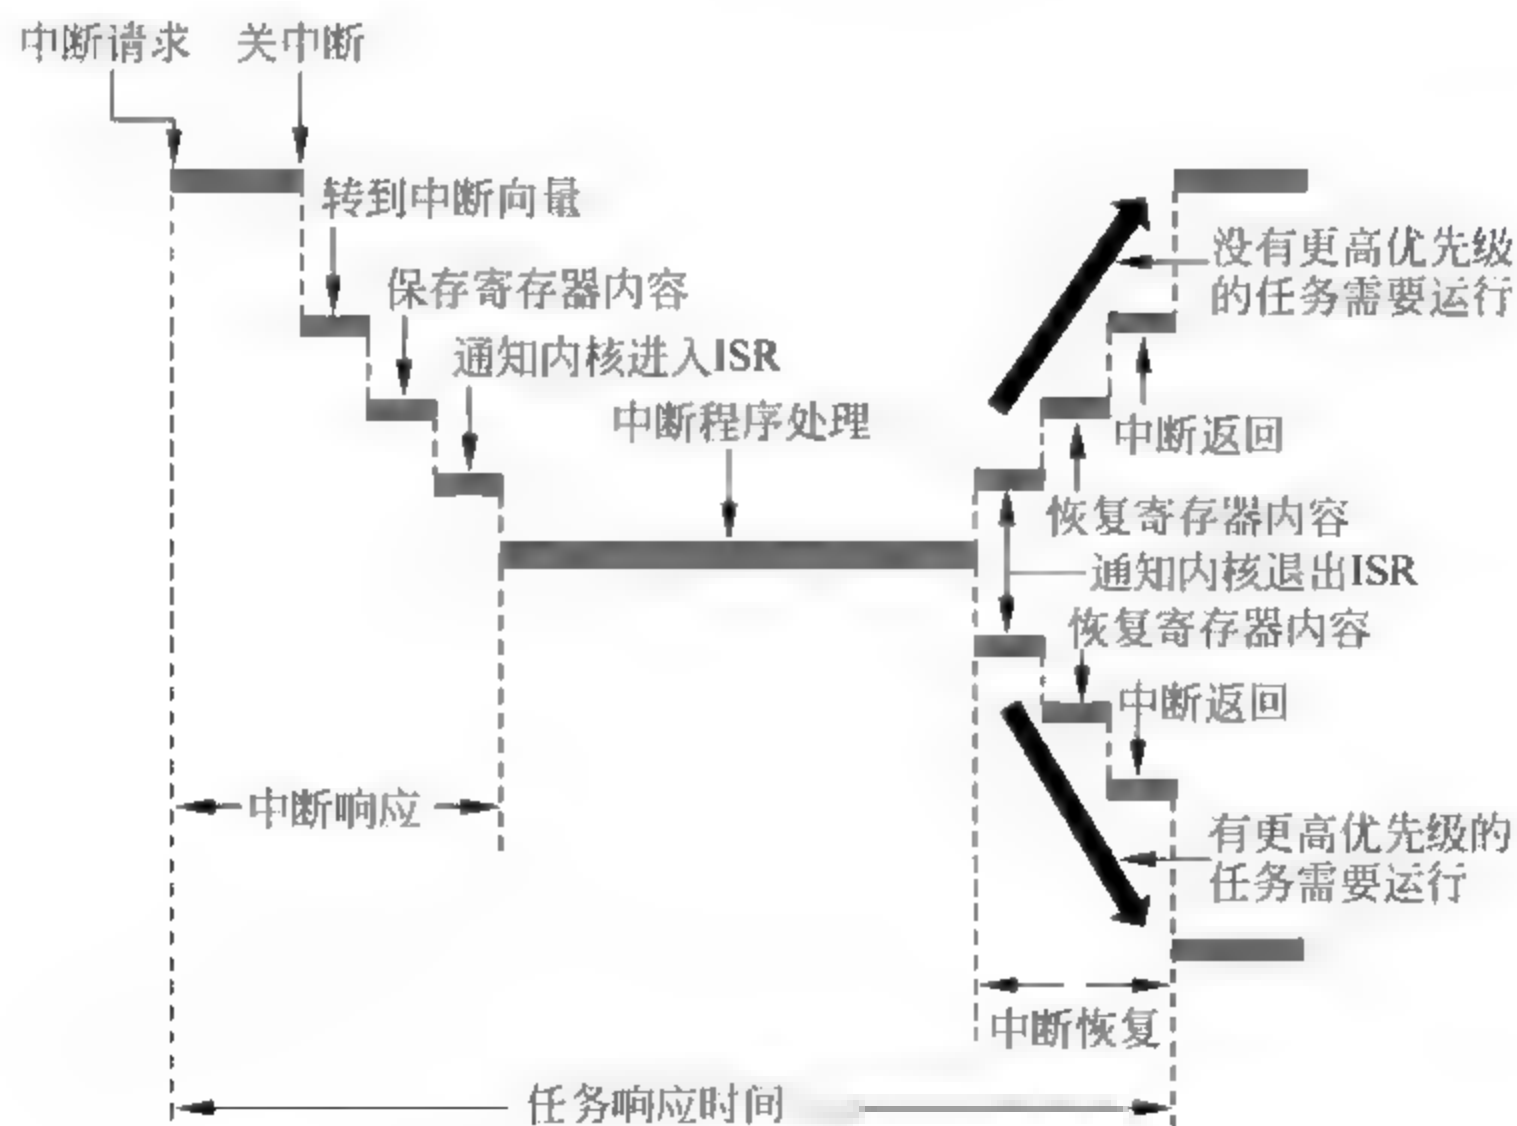 中断请求
关中断
转到中断向量
保存寄存器内容
通知内核进入ISR
中断程序处理
没有更高优先级
的任务需要运行
中断返回
恢复寄存器内容
通知内核退出ISR
恢复寄存器内容
中断返回
中断响应
有更高优先级的
任务需要运行
中断恢复
任务响应时间